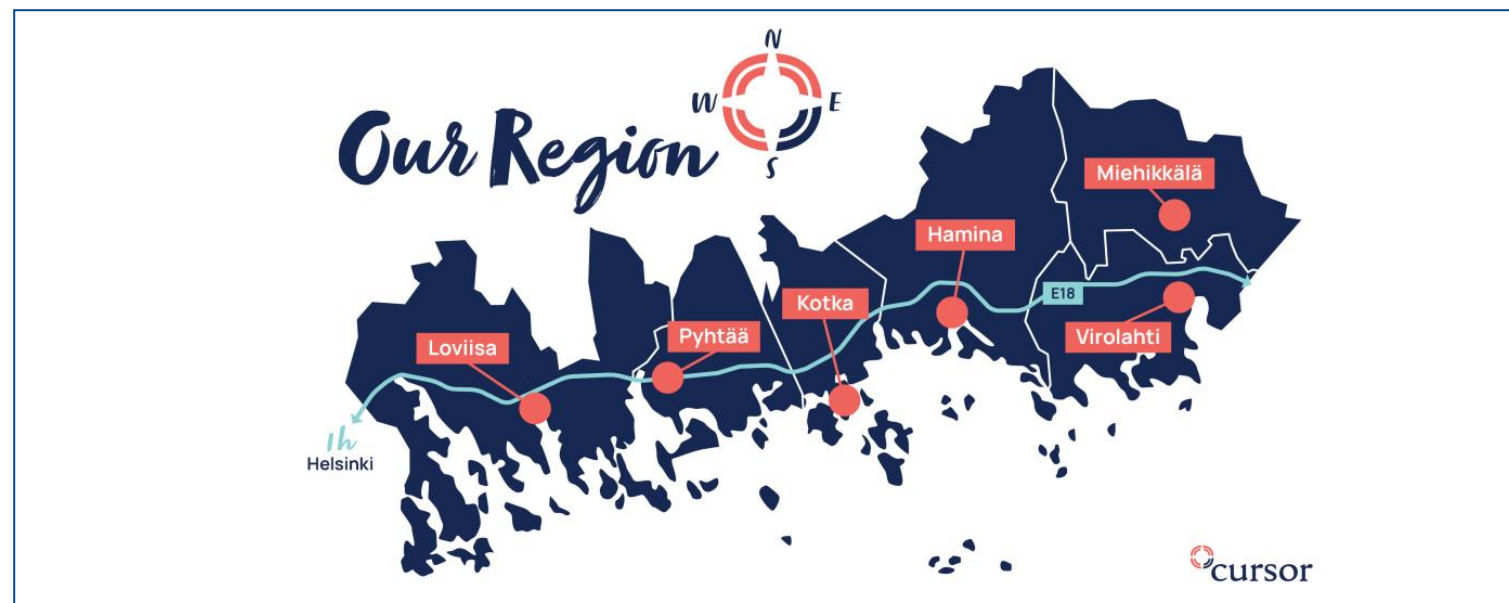 Our Region
N
W
E
S
Miehikkälä
Hamina
Kotka
E18
Pyhtää
Virolahti
Loviisa
1h
Helsinki
cursor